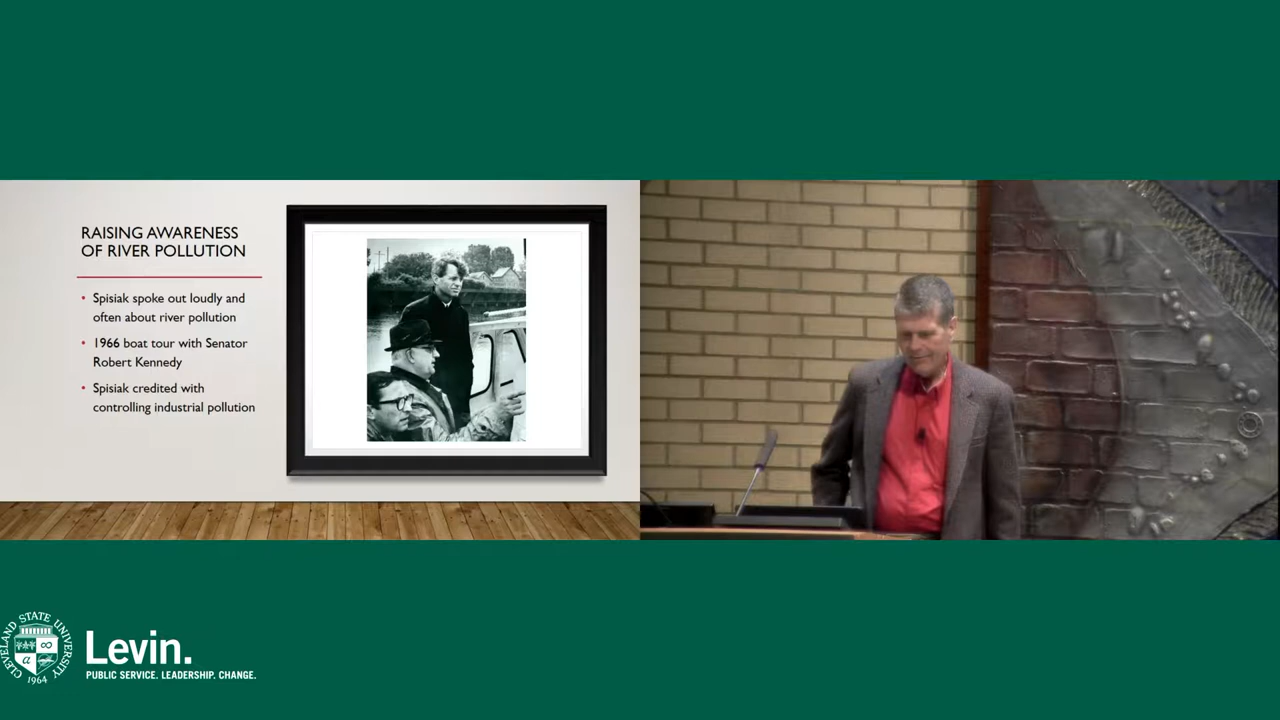 RAISING AWARENESS
OF RIVER POLLUTION
• Spisiak spoke out loudly and
often about river pollution
• 1966 boat tour with Senator
Robert Kennedy
• Spisiak credited with
controlling industrial pollution
CLEVELAND STATE UNIVERSITY
1964
Levin.
PUBLIC SERVICE. LEADERSHIP. CHANGE.